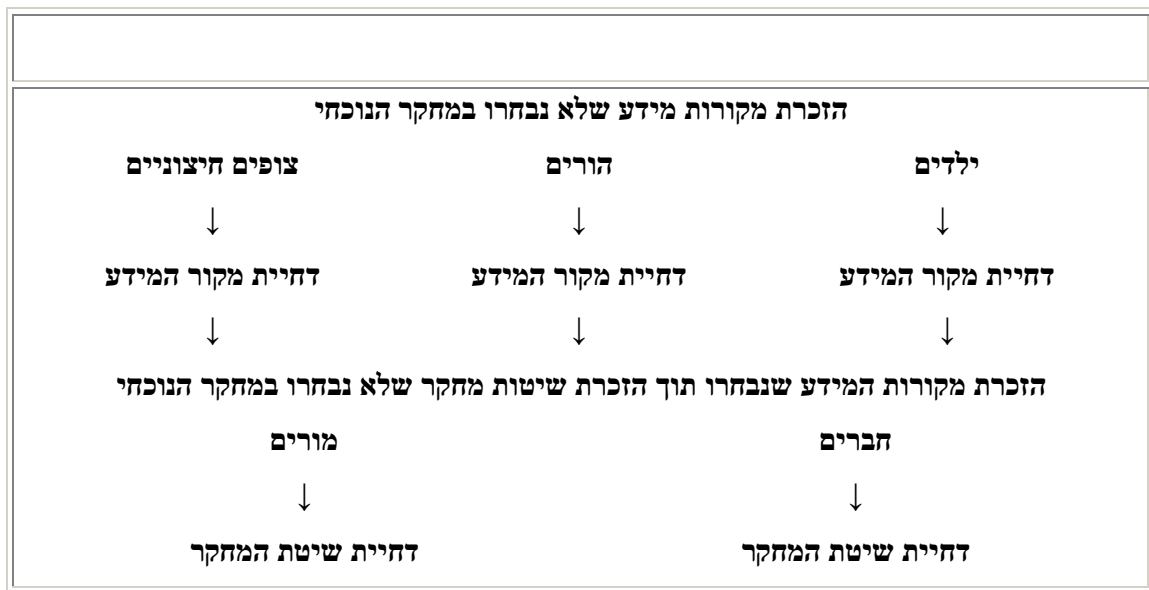 הזכרת מקורות מידע שלא נבחרו במחקר הנוכחי
ילדים הורים צופים חיצוניים
↓ ↓ ↓
דחיית מקור המידע דחיית מקור המידע דחיית מקור המידע
↓ ↓ ↓
הזכרת מקורות המידע שנבחרו תוך הזכרת שיטות מחקר שלא נבחרו במחקר הנוכחי
חברים מורים
↓ ↓
דחיית שיטת המחקר דחיית שיטת המחקר